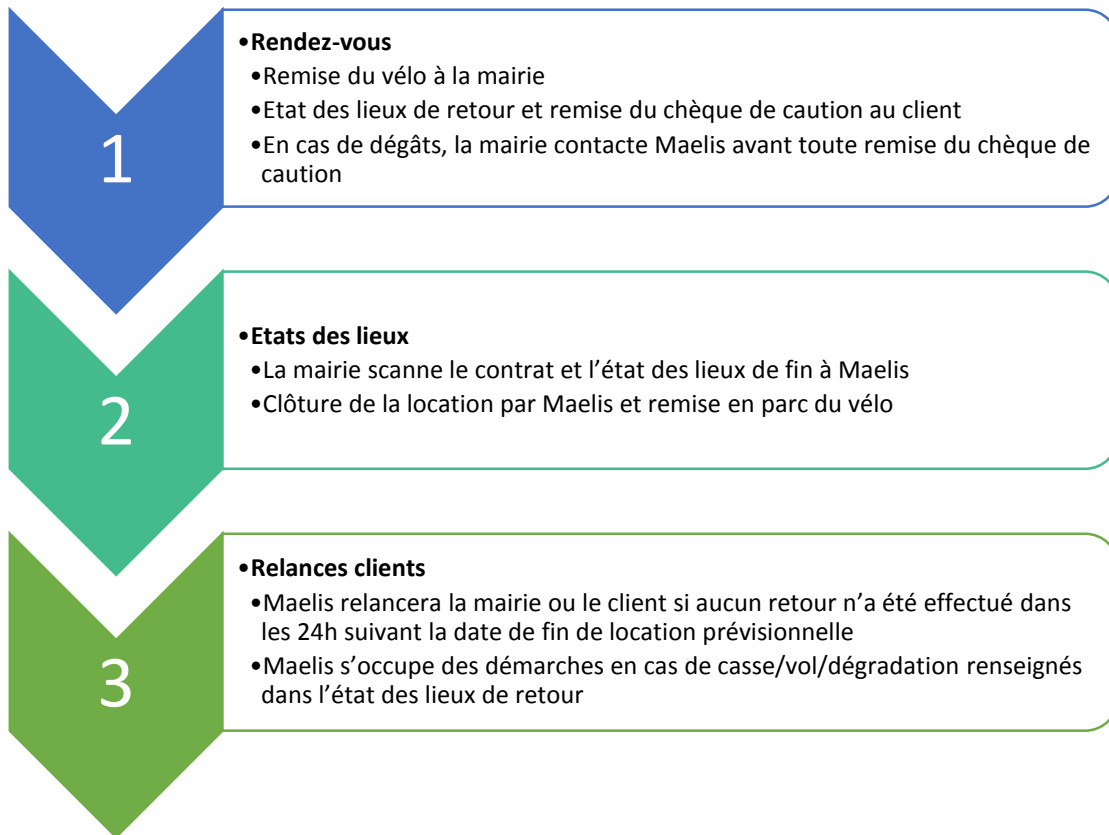 1
•Rendez-vous
•Remise du vélo à la mairie
•Etat des lieux de retour et remise du chèque de caution au client
•En cas de dégâts, la mairie contacte Maelis avant toute remise du chèque de
caution
2
•Etats des lieux
•La mairie scanne le contrat et l’état des lieux de fin à Maelis
•Clôture de la location par Maelis et remise en parc du vélo
3
•Relances clients
•Maelis relancera la mairie ou le client si aucun retour n’a été effectué dans
les 24h suivant la date de fin de location prévisionnelle
•Maelis s’occupe des démarches en cas de casse/vol/dégradation renseignés
dans l’état des lieux de retour